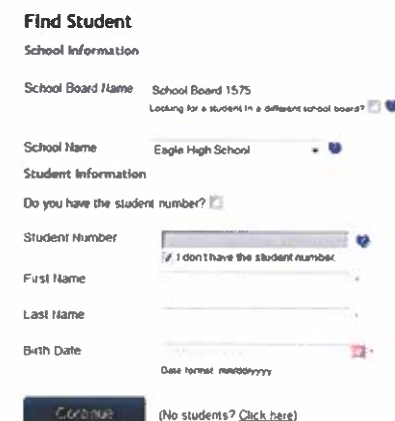 Find Student
School Information
School Board Name School Board 1575
Looking for a student in a different school board?
School Name Eagle High School
Student Information
Do you have the student number?
Student Number
I don't have the student number
First Name
Last Name
Birth Date
Date format mm/dd/yyyy
Continue (No students? Click here)